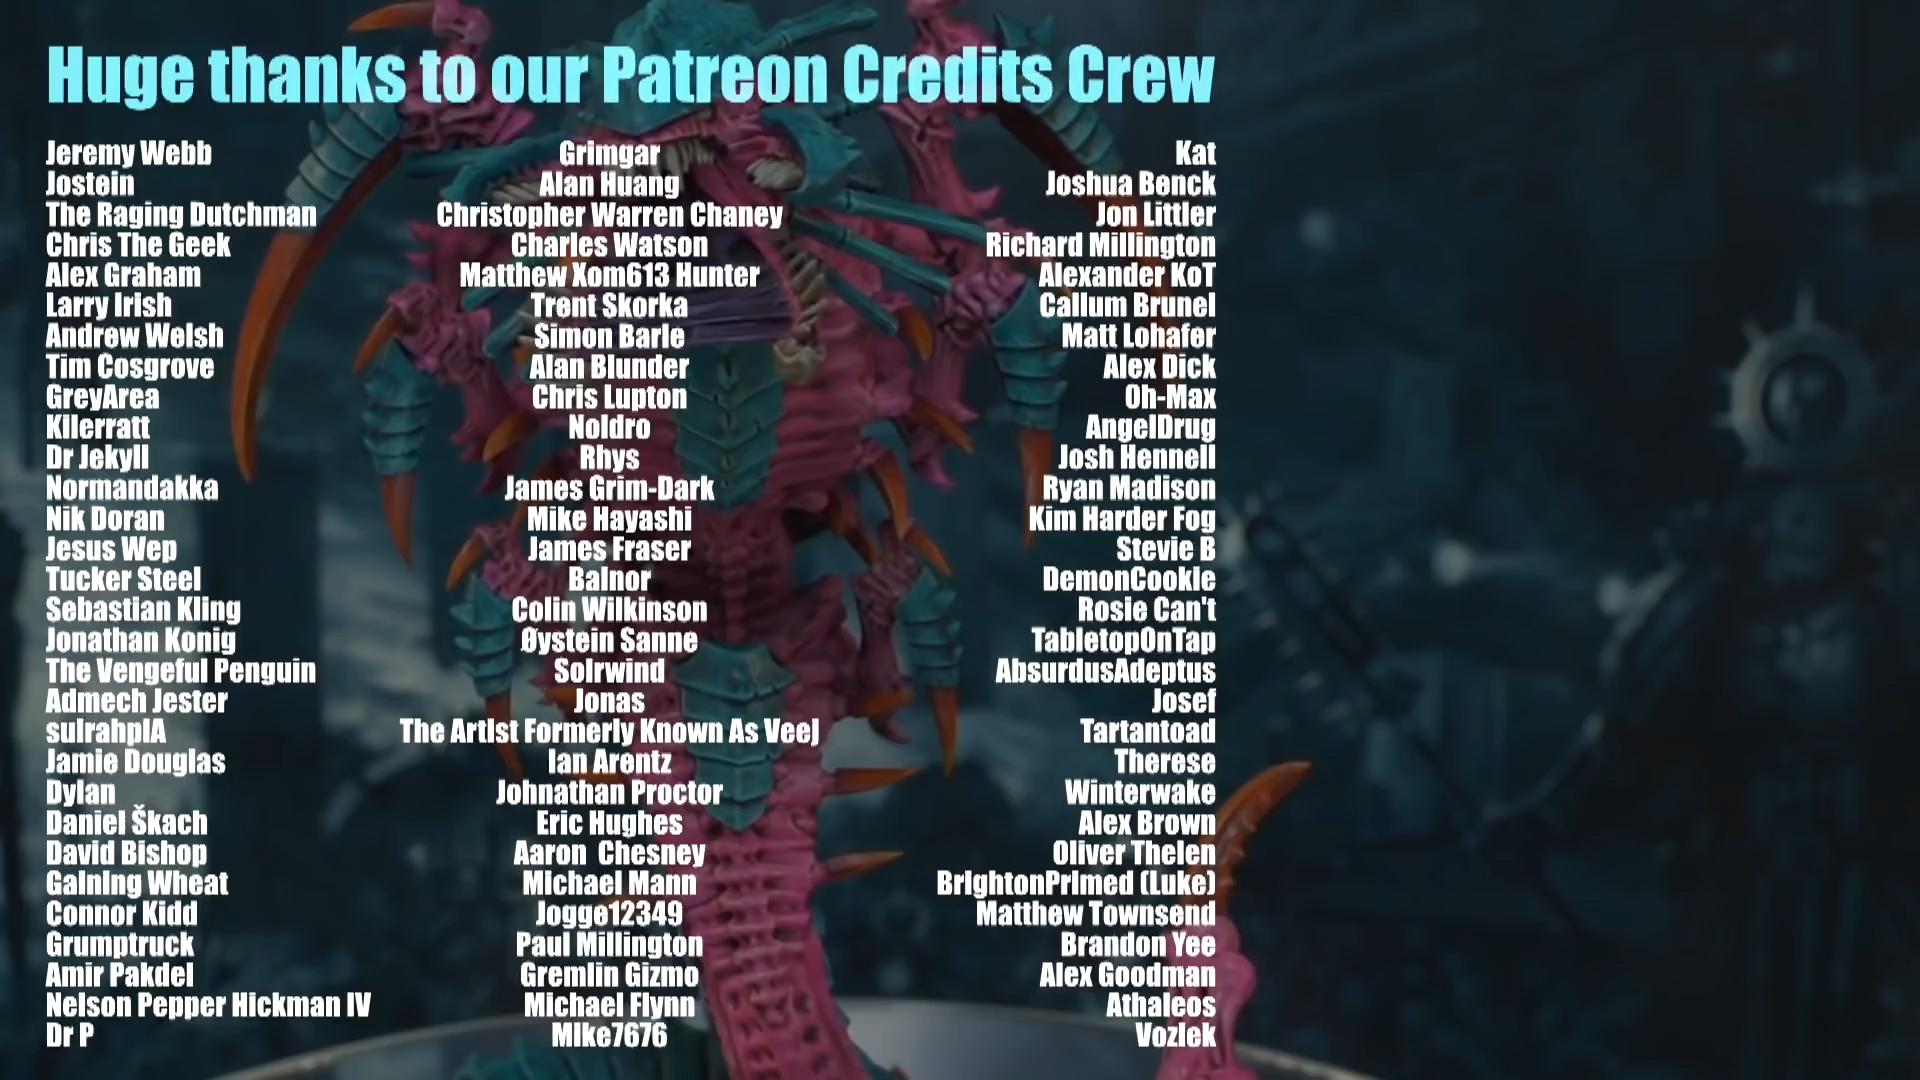 Huge thanks to our Patreon Credits Crew
Jeremy Webb
Jostein
The Raging Dutchman
Chris The Geek
Alex Graham
Larry Irish
Andrew Welsh
Tim Cosgrove
GreyArea
Kilerratt
Dr Jekyll
Normandakka
Nik Doran
Jesus Wep
Tucker Steel
Sebastian Kling
Jonathan Konig
The Vengeful Penguin
Admech Jester
suirahplA
Jamie Douglas
Dylan
Daniel Škach
David Bishop
Gaining Wheat
Connor Kidd
Grumptruck
Amir Pakdel
Nelson Pepper Hickman IV
Dr P
Grimgar
Alan Huang
Christopher Warren Chaney
Charles Watson
Matthew Xom613 Hunter
Trent Skorka
Simon Barle
Alan Blunder
Chris Lupton
Noldro
Rhys
James Grim-Dark
Mike Hayashi
James Fraser
Balnor
Colin Wilkinson
Øystein Sanne
Solrwind
Jonas
The Artist Formerly Known As Veej
Ian Arentz
Johnathan Proctor
Eric Hughes
Aaron  Chesney
Michael Mann
Jogge12349
Paul Millington
Gremlin Gizmo
Michael Flynn
Mike7676
Kat
Joshua Benck
Jon Littler
Richard Millington
Alexander KoT
Callum Brunel
Matt Lohafer
Alex Dick
Oh-Max
AngelDrug
Josh Hennell
Ryan Madison
Kim Harder Fog
Stevie B
DemonCookie
Rosie Can't
TabletopOnTap
AbsurdusAdeptus
Josef
Tartantoad
Therese
Winterwake
Alex Brown
Oliver Thelen
BrightonPrimed (Luke)
Matthew Townsend
Brandon Yee
Alex Goodman
Athaleos
Vozlek